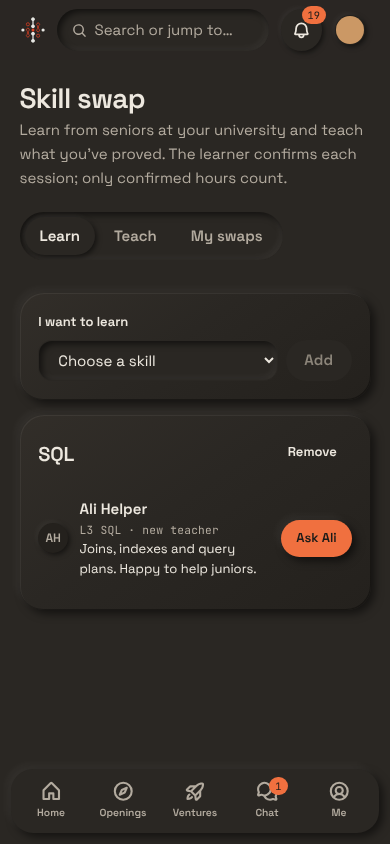 Search or jump to...
19
Skill swap
Learn from seniors at your university and teach
what you've proved. The learner confirms each
session; only confirmed hours count.
Learn Teach My swaps
I want to learn
Choose a skill Add
SQL Remove
Ali Helper
AH L3 SQL · new teacher
Joins, indexes and query
plans. Happy to help juniors.
Ask Ali
1
Home Openings Ventures Chat Me